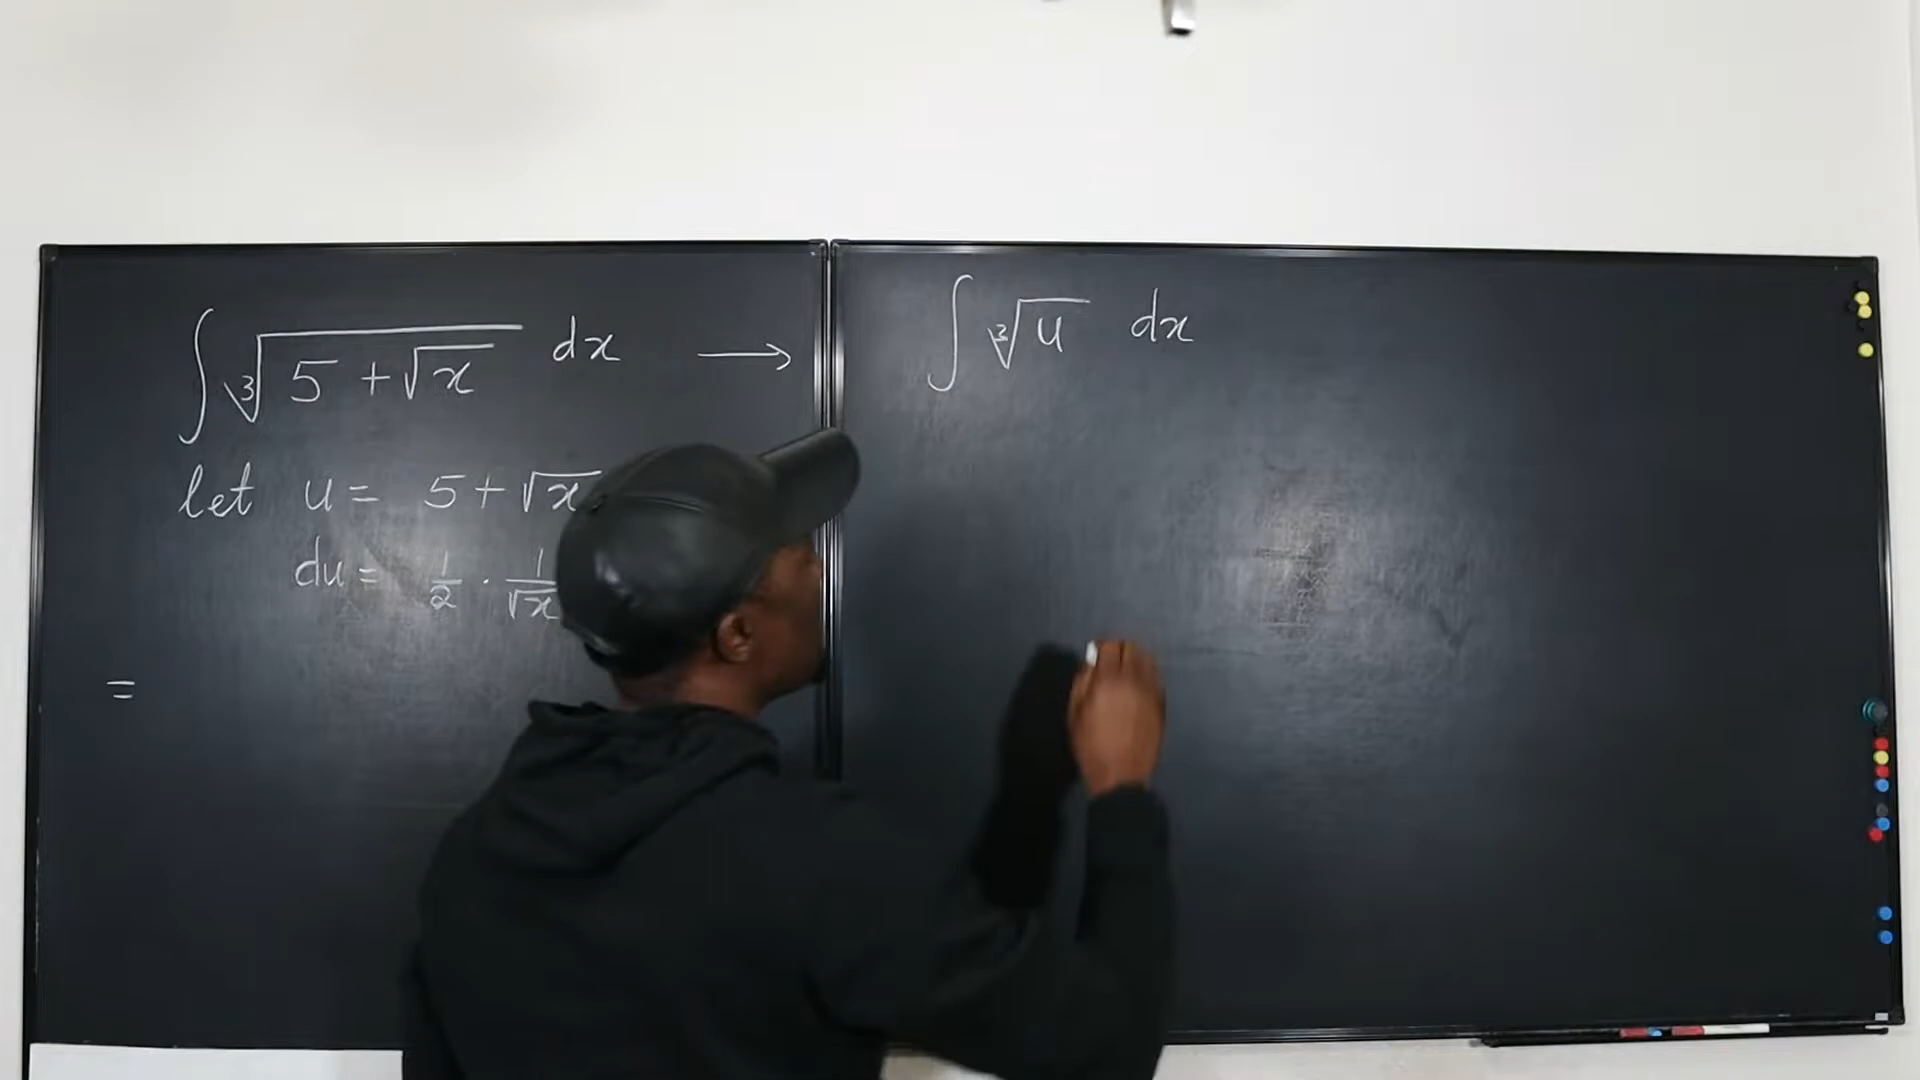 ∫ ∛(5 + √x) dx →
let u = 5 + √x
du = 1/2 · 1/√x
=
∫ ∛u dx